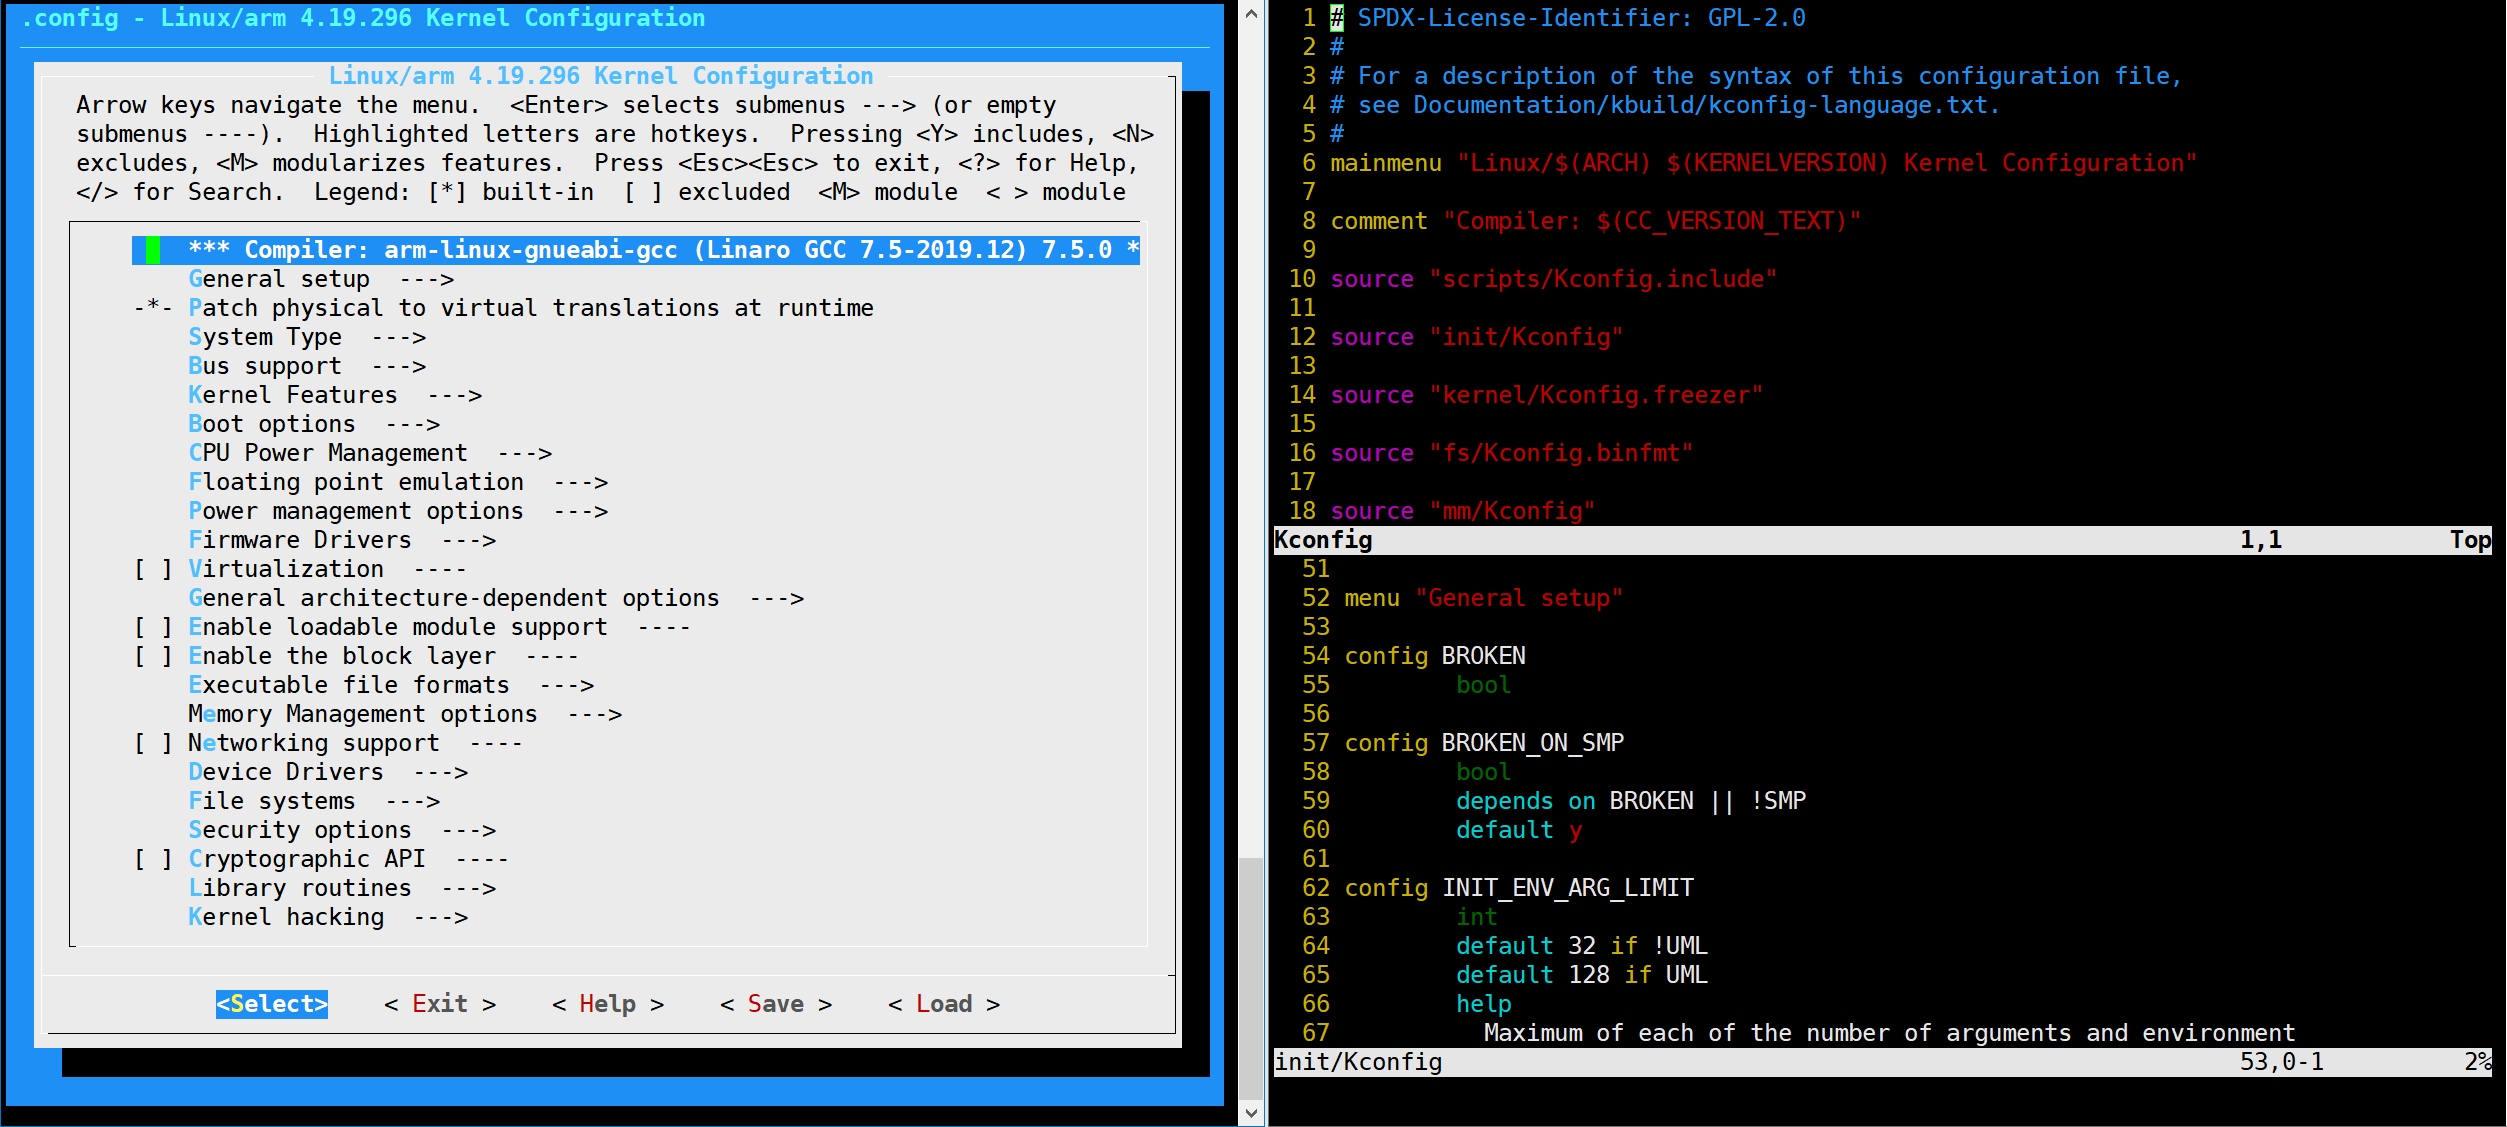 .config - Linux/arm 4.19.296 Kernel Configuration
Linux/arm 4.19.296 Kernel Configuration
Arrow keys navigate the menu.  <Enter> selects submenus ---> (or empty
submenus ----).  Highlighted letters are hotkeys.  Pressing <Y> includes, <N>
excludes, <M> modularizes features.  Press <Esc><Esc> to exit, <?> for Help,
</> for Search.  Legend: [*] built-in  [ ] excluded  <M> module  < > module
*** Compiler: arm-linux-gnueabi-gcc (Linaro GCC 7.5-2019.12) 7.5.0 *
General setup  --->
-*- Patch physical to virtual translations at runtime
System Type  --->
Bus support  --->
Kernel Features  --->
Boot options  --->
CPU Power Management  --->
Floating point emulation  --->
Power management options  --->
Firmware Drivers  --->
[ ] Virtualization  ----
General architecture-dependent options  --->
[ ] Enable loadable module support  ----
[ ] Enable the block layer  ----
Executable file formats  --->
Memory Management options  --->
[ ] Networking support  ----
Device Drivers  --->
File systems  --->
Security options  --->
[ ] Cryptographic API  ----
Library routines  --->
Kernel hacking  --->
<Select>    < Exit >    < Help >    < Save >    < Load >
1 # SPDX-License-Identifier: GPL-2.0
2 #
3 # For a description of the syntax of this configuration file,
4 # see Documentation/kbuild/kconfig-language.txt.
5 #
6 mainmenu "Linux/$(ARCH) $(KERNELVERSION) Kernel Configuration"
7
8 comment "Compiler: $(CC_VERSION_TEXT)"
9
10 source "scripts/Kconfig.include"
11
12 source "init/Kconfig"
13
14 source "kernel/Kconfig.freezer"
15
16 source "fs/Kconfig.binfmt"
17
18 source "mm/Kconfig"
Kconfig 1,1 Top
51
52 menu "General setup"
53
54 config BROKEN
55         bool
56
57 config BROKEN_ON_SMP
58         bool
59         depends on BROKEN || !SMP
60         default y
61
62 config INIT_ENV_ARG_LIMIT
63         int
64         default 32 if !UML
65         default 128 if UML
66         help
67           Maximum of each of the number of arguments and environment
init/Kconfig 53,0-1 2%